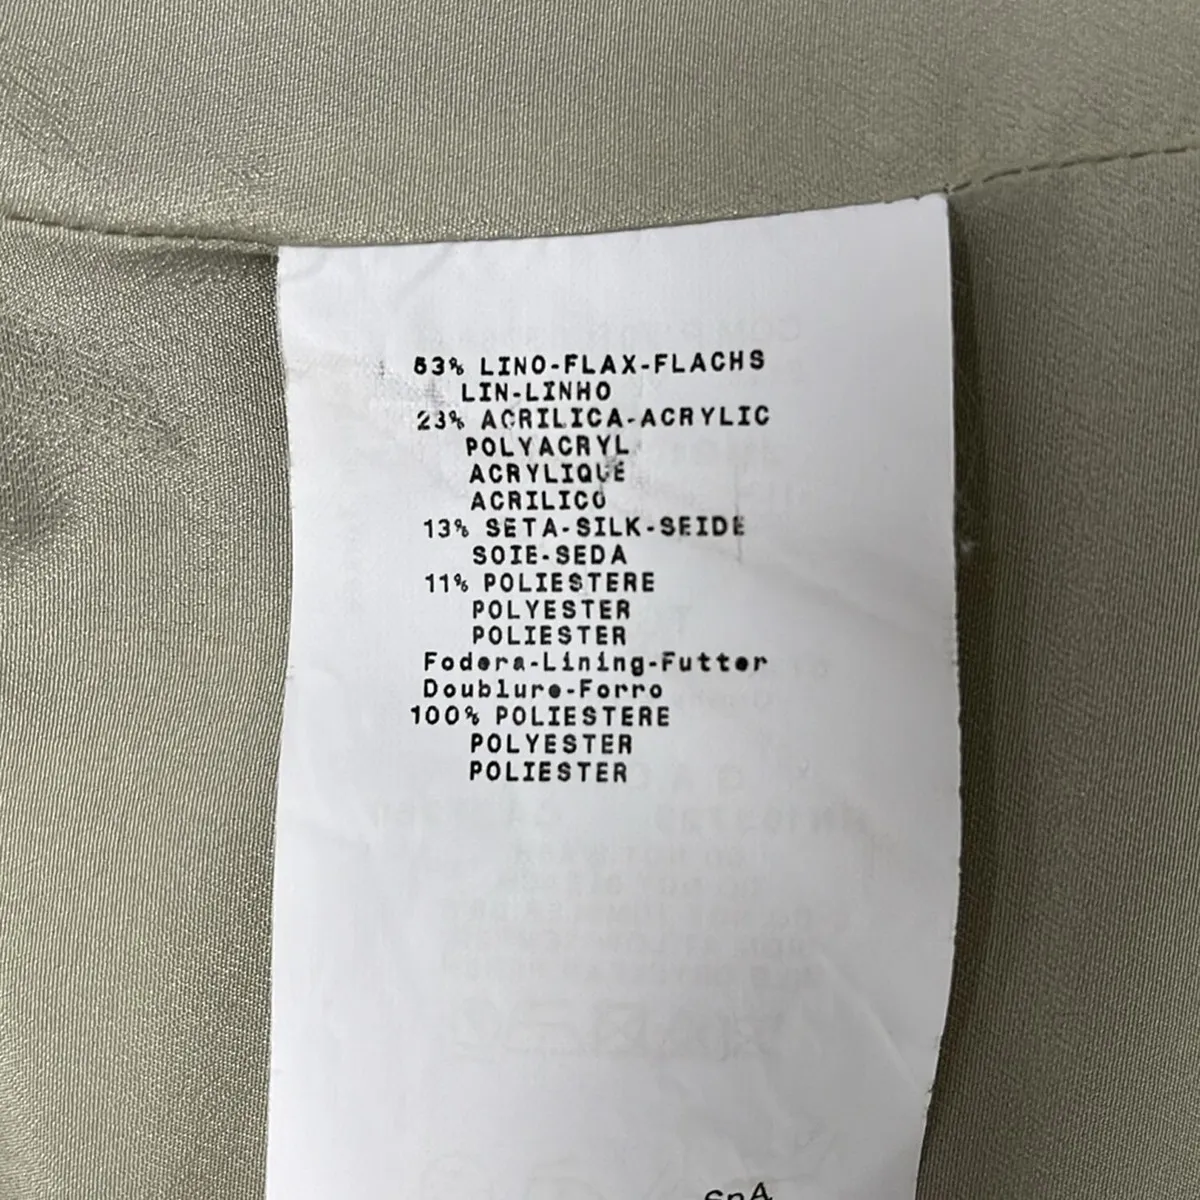 53% LINO-FLAX-FLACHS
LIN-LINHO
23% ACRILICA-ACRYLIC
POLYACRYL
ACRYLIQUE
ACRILICO
13% SETA-SILK-SEIDE
SOIE-SEDA
11% POLIESTERE
POLYESTER
POLIESTER
Fodera-Lining-Futter
Doublure-Forro
100% POLIESTERE
POLYESTER
POLIESTER
SpA